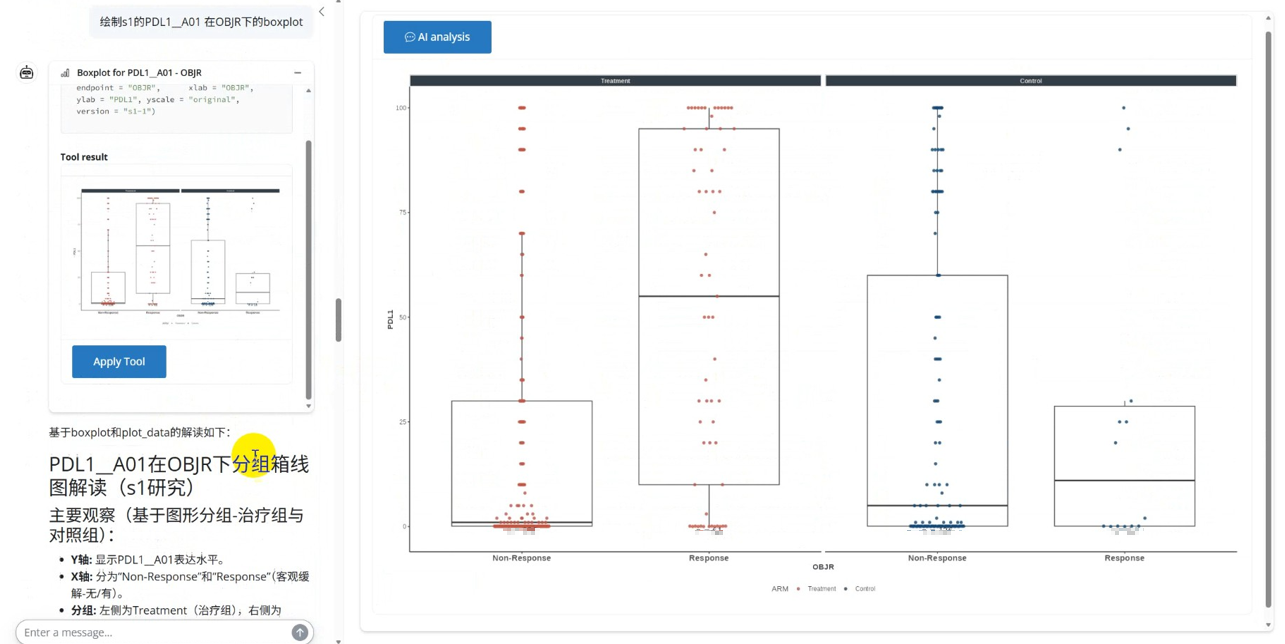 绘制s1的PDL1__A01 在OBJR下的boxplot
Boxplot for PDL1__A01 - OBJR
endpoint = "OBJR", xlab = "OBJR",
ylab = "PDL1", yscale = "original",
version = "s1-1")
Tool result
Apply Tool
基于boxplot和plot_data的解读如下：
PDL1__A01在OBJR下分组箱线
图解读（s1研究）
主要观察（基于图形分组-治疗组与
对照组）：
Y轴: 显示PDL1__A01表达水平。
X轴: 分为“Non-Response”和“Response”（客观缓
解-无/有）。
分组: 左侧为Treatment（治疗组），右侧为
Enter a message...
AI analysis
Treatment Control
100
75
50
25
0
PDL1
Non-Response Response Non-Response Response
OBJR
ARM Treatment Control